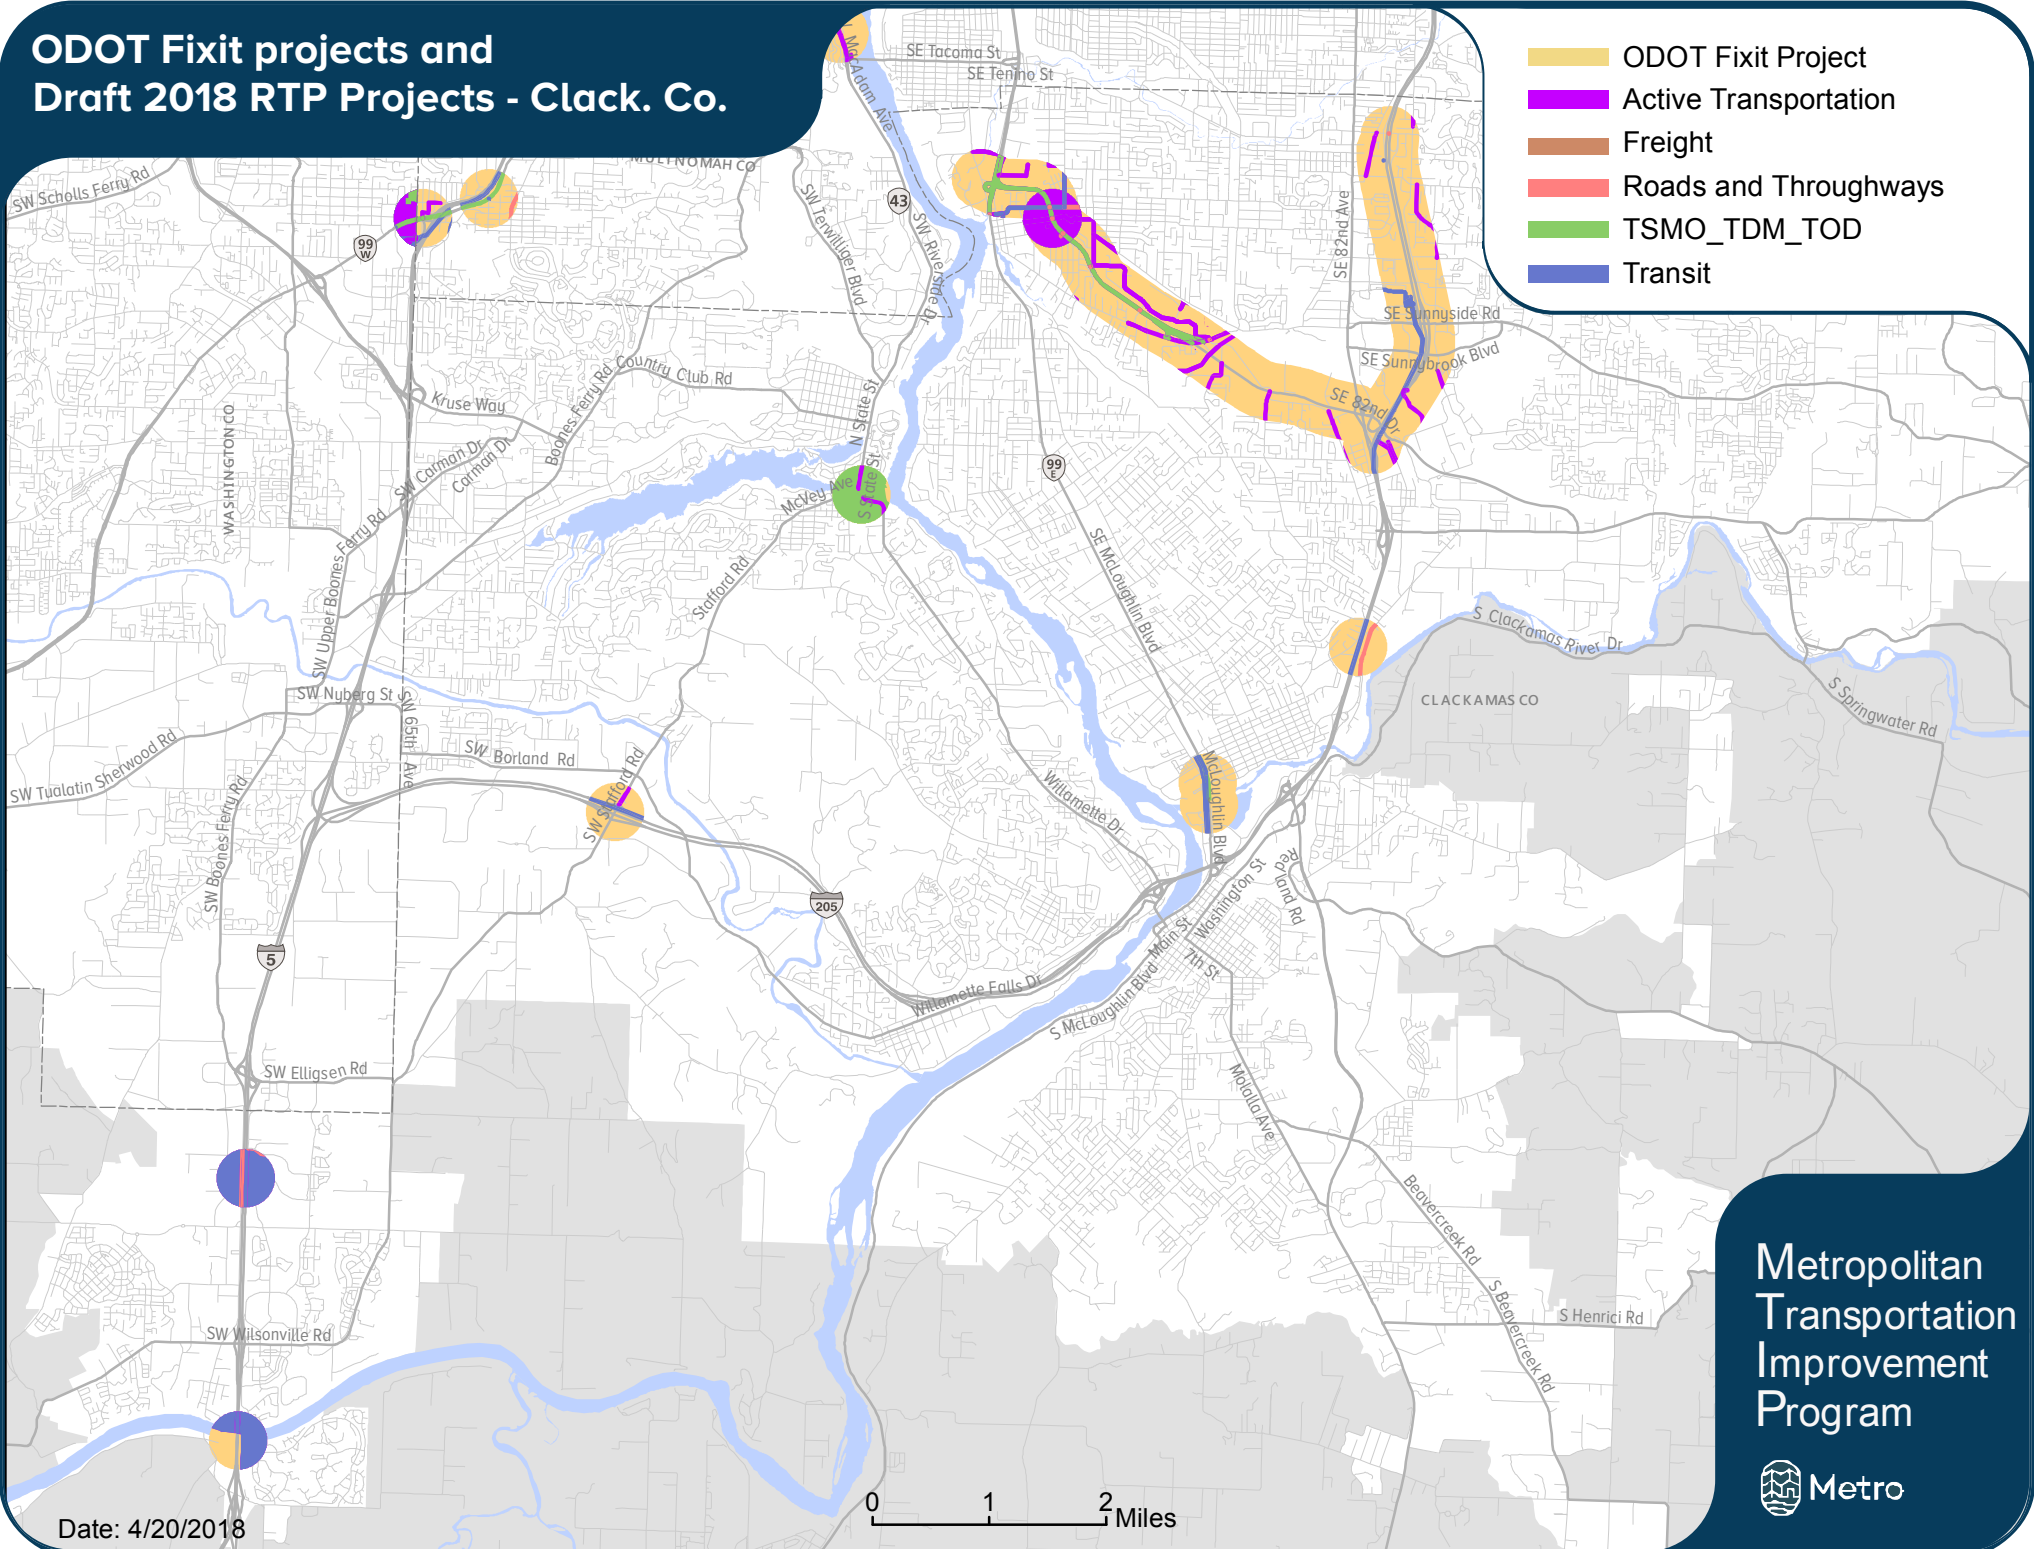 ODOT Fixit projects and
Draft 2018 RTP Projects - Clack. Co.
ODOT Fixit Project
Active Transportation
Freight
Roads and Throughways
TSMO_TDM_TOD
Transit
SE Tacoma St
SE Tenino St
McAdam Ave
MULTNOMAH CO
SW Scholls Ferry Rd
99
W
43
SW Terwilliger Blvd
SW Riverside Dr
SE 82nd Ave
SE Sunnyside Rd
SE Sunnybrook Blvd
SE 82nd Dr
Country Club Rd
Kruse Way
Boones Ferry Rd
N State St
S State St
McVey Ave
WASHINGTON CO
SW Carman Dr
Carman Dr
99
E
SE McLoughlin Blvd
Stafford Rd
SW Upper Boones Ferry Rd
S Clackamas River Dr
CLACKAMAS CO
S Springwater Rd
SW Nyberg St
SW 65th Ave
SW Borland Rd
SW Tualatin Sherwood Rd
SW Boones Ferry Rd
SW Stafford Rd
Willamette Dr
McLoughlin Blvd
Washington St
Redland Rd
205
5
Main St
7th St
Willamette Falls Dr
S McLoughlin Blvd
SW Elligsen Rd
Molalla Ave
Beavercreek Rd
S Beavercreek Rd
S Henrici Rd
SW Wilsonville Rd
Metropolitan
Transportation
Improvement
Program
Metro
0 1 2
Miles
Date: 4/20/2018